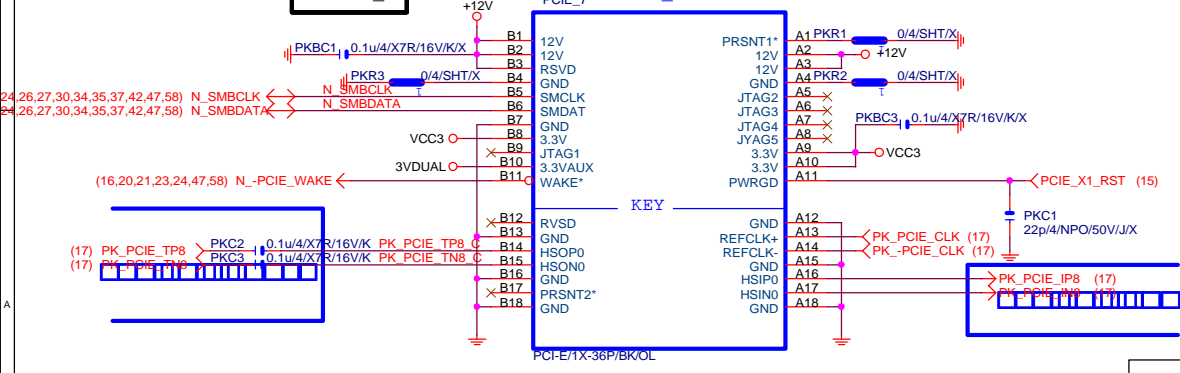 +12V
PCIE_7
B1 12V PRSNT1* A1 PKR1 0/4/SHT/X
PKBC1 0.1u/4/X7R/16V/K/X B2 12V 12V A2 +12V
B3 RSVD 12V A3
PKR3 0/4/SHT/X B4 GND GND A4 PKR2 0/4/SHT/X
24,26,27,30,34,35,37,42,47,58) N_SMBCLK N_SMBCLK B5 SMCLK JTAG2 A5
24,26,27,30,34,35,37,42,47,58) N_SMBDATA N_SMBDATA B6 SMDAT JTAG3 A6
B7 GND JTAG4 A7 PKBC3 0.1u/4/X7R/16V/K/X
VCC3 B8 3.3V JYAG5 A8
B9 JTAG1 3.3V A9 VCC3
3VDUAL B10 3.3VAUX 3.3V A10
(16,20,21,23,24,47,58) N_-PCIE_WAKE B11 WAKE* PWRGD A11 PCIE_X1_RST (15)
KEY
B12 RVSD GND A12 PKC1
22p/4/NPO/50V/J/X
B13 GND REFCLK+ A13 PK_PCIE_CLK (17)
(17) PK_PCIE_TP8 PKC2 0.1u/4/X7R/16V/K PK_PCIE_TP8_C B14 HSOP0 REFCLK- A14 PK_-PCIE_CLK (17)
(17) PK_PCIE_TN8 PKC3 0.1u/4/X7R/16V/K PK_PCIE_TN8_C B15 HSON0 GND A15
B16 GND HSIP0 A16 PK_PCIE_IP8 (17)
B17 PRSNT2* HSIN0 A17 PK_PCIE_IN8 (17)
B18 GND GND A18
A
PCI-E/1X-36P/BK/OL